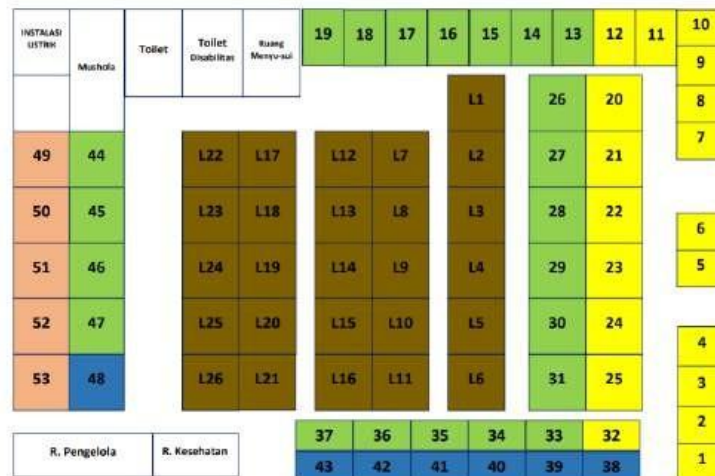 INSTALASI
LISTRIK
Mushola
Toilet
Toilet
Disabilitas
Ruang
Menyu-sui
19 18 17 16 15 14 13 12 11
10
9
8
7
L1 26 20
49 44 L22 L17 L12 L7 L2 27 21
50 45 L23 L18 L13 L8 L3 28 22
6
5
51 46 L24 L19 L14 L9 L4 29 23
52 47 L25 L20 L15 L10 L5 30 24
53 48 L26 L21 L16 L11 L6 31 25
4
3
2
1
R. Pengelola R. Kesehatan
37 36 35 34 33 32
43 42 41 40 39 38